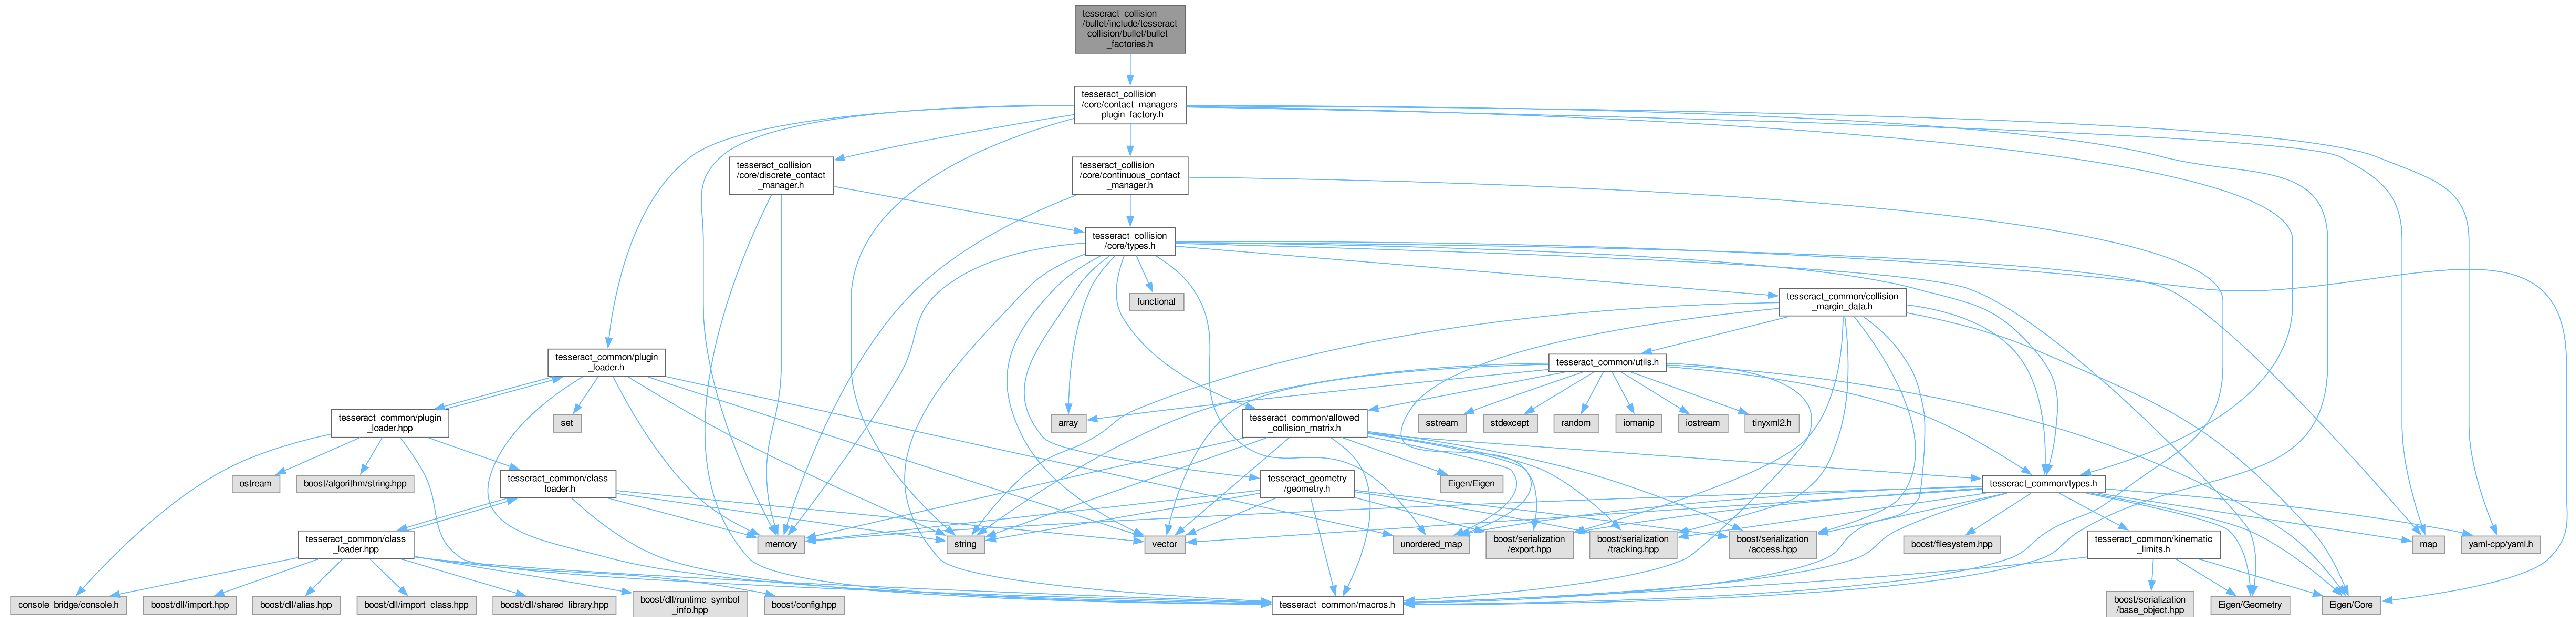 tesseract_collision
/bullet/include/tesseract
_collision/bullet/bullet
_factories.h
tesseract_collision
/core/contact_managers
_plugin_factory.h
tesseract_collision
/core/discrete_contact
_manager.h
tesseract_collision
/core/continuous_contact
_manager.h
tesseract_collision
/core/types.h
functional
tesseract_common/collision
_margin_data.h
tesseract_common/plugin
_loader.h
tesseract_common/utils.h
tesseract_common/plugin
_loader.hpp
set
array
tesseract_common/allowed
_collision_matrix.h
sstream
stdexcept
random
iomanip
iostream
tinyxml2.h
ostream
boost/algorithm/string.hpp
tesseract_common/class
_loader.h
tesseract_geometry
/geometry.h
Eigen/Eigen
tesseract_common/types.h
tesseract_common/class
_loader.hpp
memory
string
vector
unordered_map
boost/serialization
/export.hpp
boost/serialization
/tracking.hpp
boost/serialization
/access.hpp
boost/filesystem.hpp
tesseract_common/kinematic
_limits.h
map
yaml-cpp/yaml.h
console_bridge/console.h
boost/dll/import.hpp
boost/dll/alias.hpp
boost/dll/import_class.hpp
boost/dll/shared_library.hpp
boost/dll/runtime_symbol
_info.hpp
boost/config.hpp
tesseract_common/macros.h
boost/serialization
/base_object.hpp
Eigen/Geometry
Eigen/Core